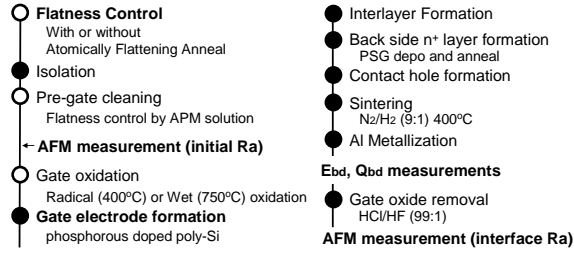 Flatness Control
With or without
Atomically Flattening Anneal
Isolation
Pre-gate cleaning
Flatness control by APM solution
AFM measurement (initial Ra)
Gate oxidation
Radical (400ºC) or Wet (750ºC) oxidation
Gate electrode formation
phosphorous doped poly-Si
Interlayer Formation
Back side n⁺ layer formation
PSG depo and anneal
Contact hole formation
Sintering
N₂/H₂ (9:1) 400ºC
Al Metallization
Ebd, Qbd measurements
Gate oxide removal
HCl/HF (99:1)
AFM measurement (interface Ra)